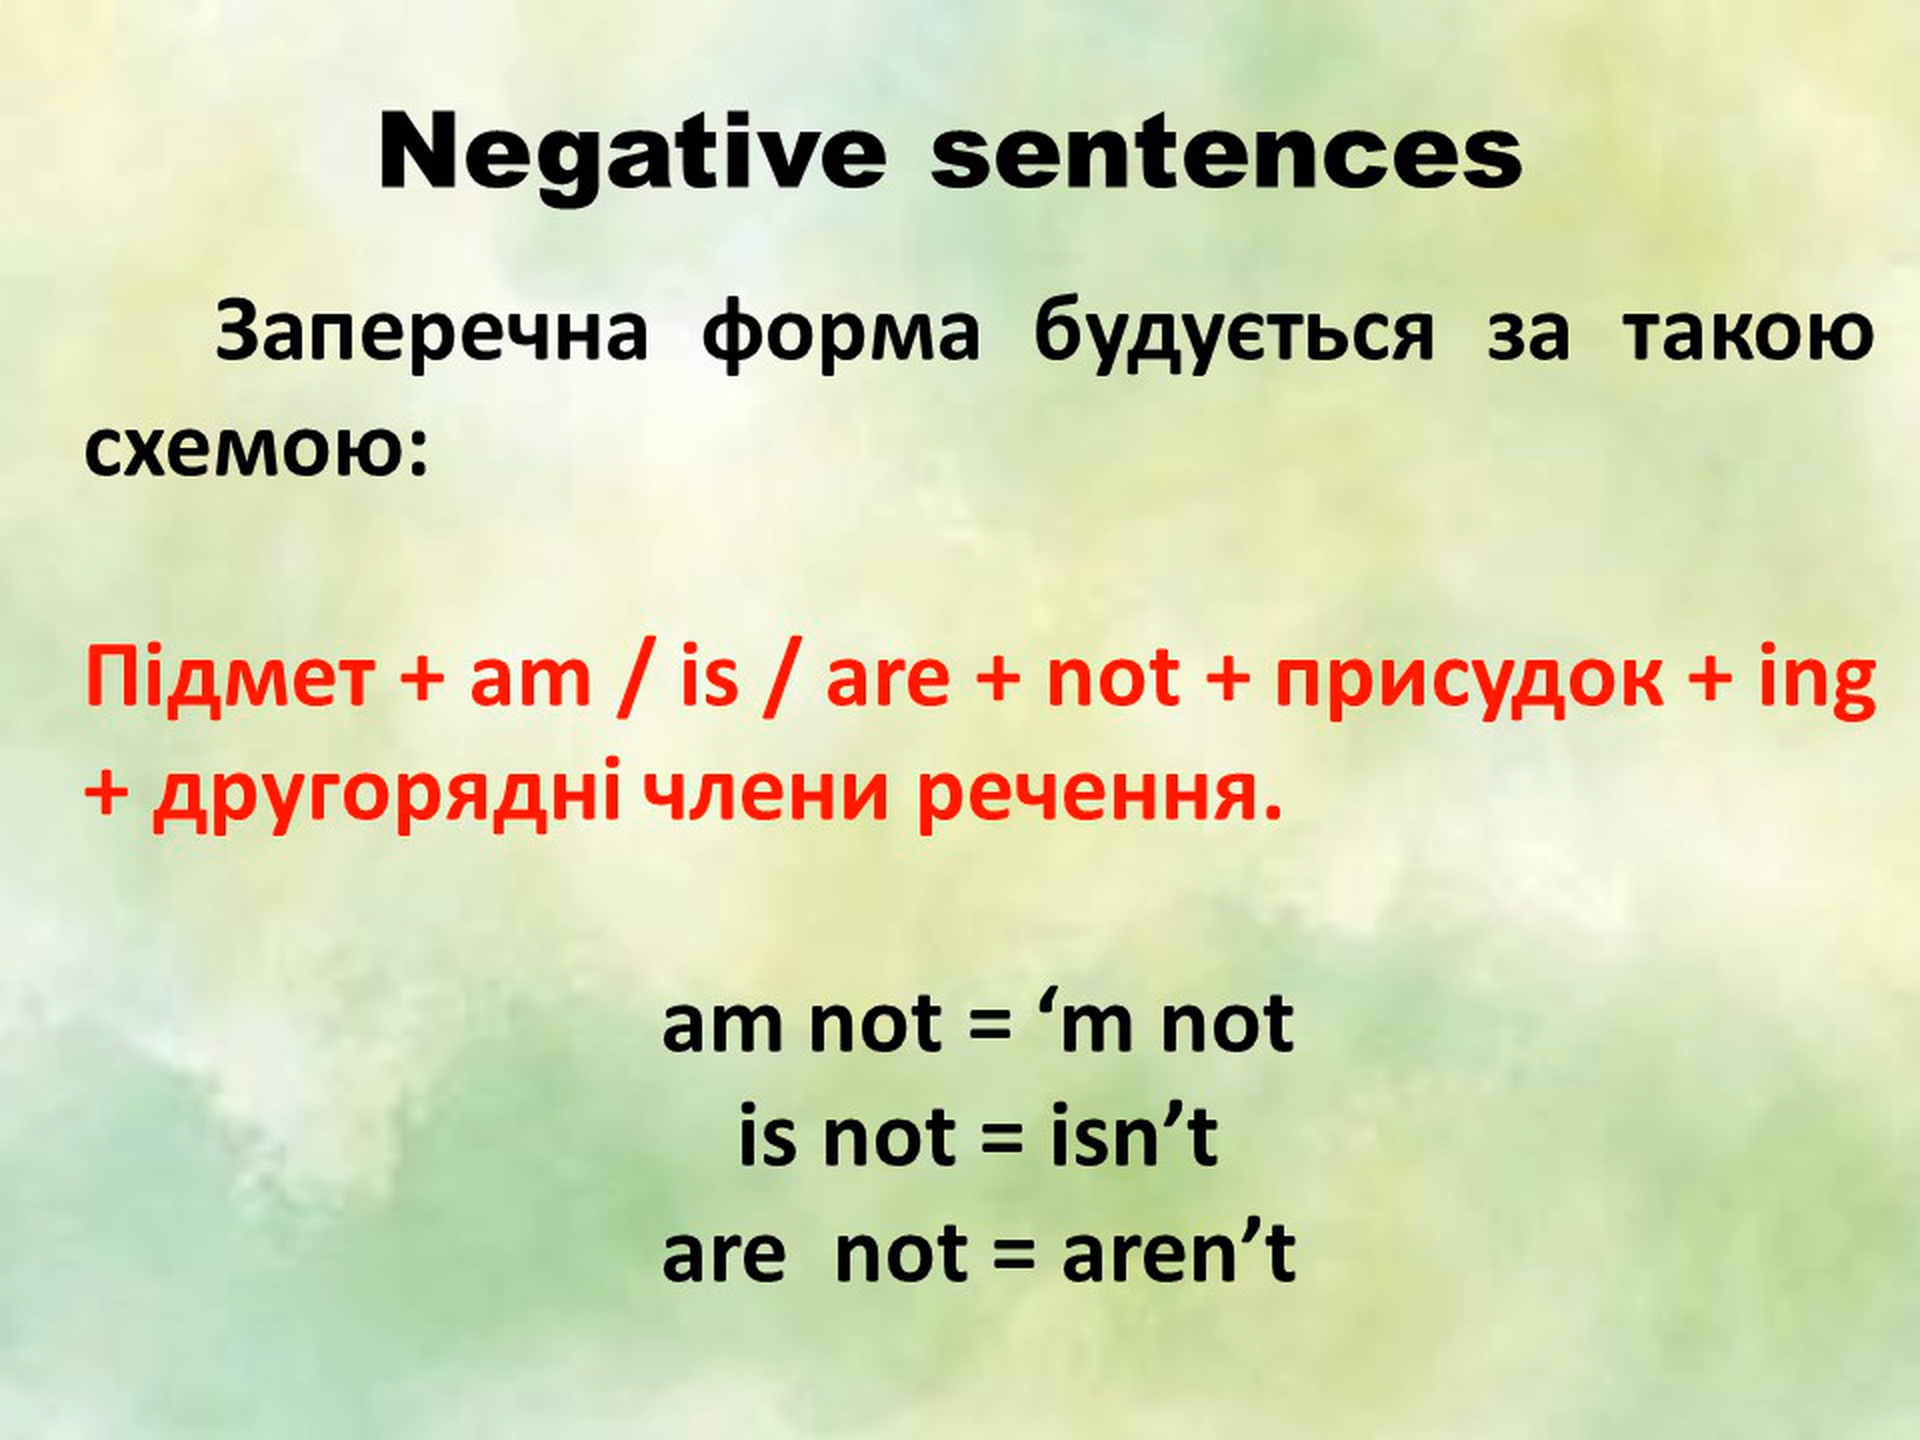 Negative sentences
Заперечна форма будується за такою
схемою:
Підмет + am / is / are + not + присудок + ing
+ другорядні члени речення.
am not = ‘m not
is not = isn’t
are not = aren’t